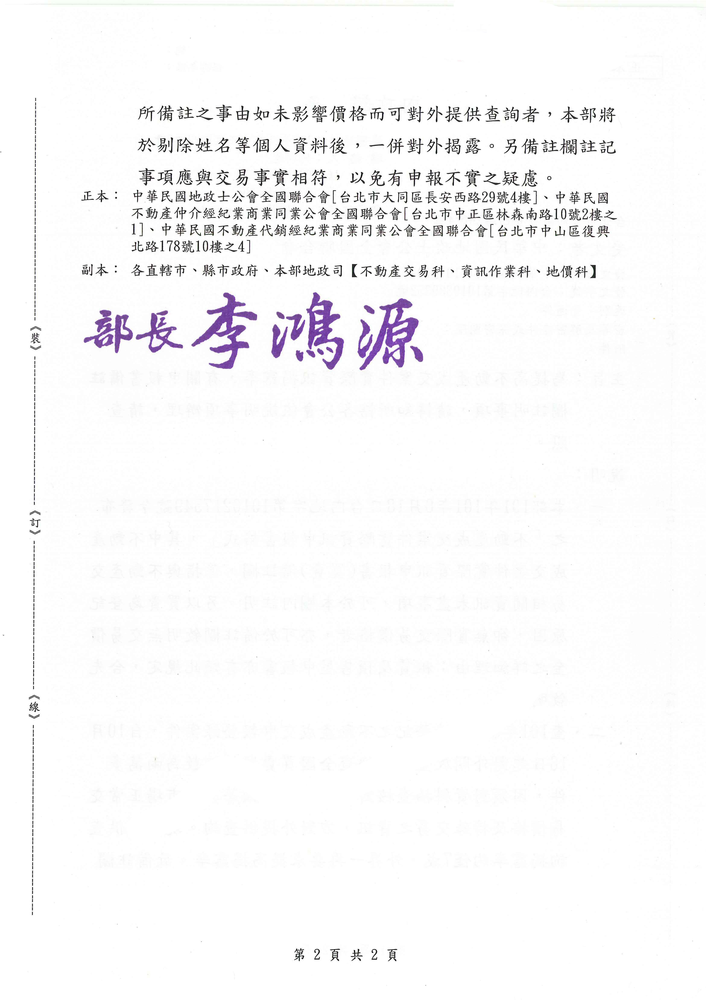 所備註之事由如未影響價格而可對外提供查詢者，本部將
於剔除姓名等個人資料後，一併對外揭露。另備註欄註記
事項應與交易事實相符，以免有申報不實之疑慮。
正本： 中華民國地政士公會全國聯合會[台北市大同區長安西路29號4樓]、中華民國
不動產仲介經紀業商業同業公會全國聯合會[台北市中正區林森南路10號2樓之
1]、中華民國不動產代銷經紀業商業同業公會全國聯合會[台北市中山區復興
北路178號10樓之4]
副本： 各直轄市、縣市政府、本部地政司【不動產交易科、資訊作業科、地價科】
部長 李鴻源
《裝》
《訂》
《線》
第 2 頁 共 2 頁